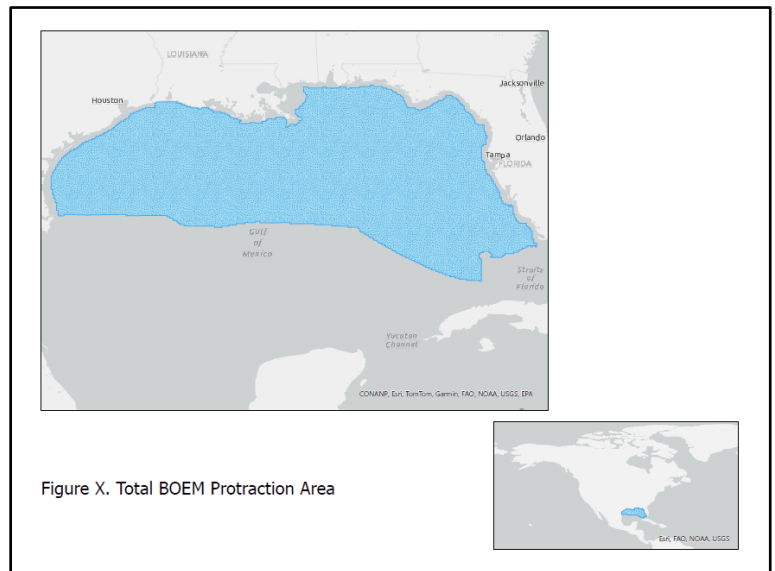 LOUISIANA
Jacksonville
Houston
Orlando
Tampa
FLORIDA
Gulf
of
Mexico
Straits
of
Florida
Yucatan
Channel
CONANP, Esri, TomTom, Garmin, FAO, NOAA, USGS, EPA
Figure X. Total BOEM Protraction Area
Esri, FAO, NOAA, USGS